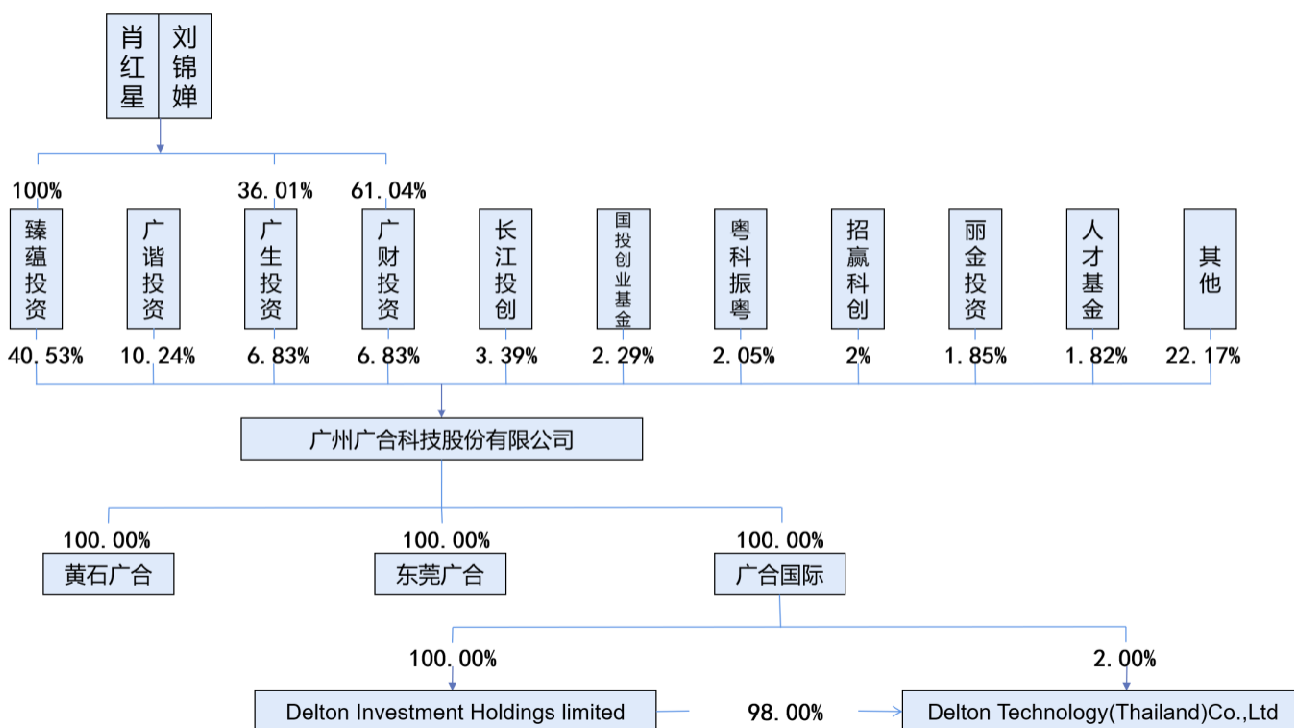 肖红星
刘锦婵
100%
36.01%
61.04%
臻蕴投资
广谐投资
广生投资
广财投资
长江投创
国投创业基金
粤科振粤
招赢科创
丽金投资
人才基金
其他
40.53%
10.24%
6.83%
6.83%
3.39%
2.29%
2.05%
2%
1.85%
1.82%
22.17%
广州广合科技股份有限公司
100.00%
100.00%
100.00%
黄石广合
东莞广合
广合国际
100.00%
2.00%
Delton Investment Holdings limited
98.00%
Delton Technology(Thailand)Co.,Ltd